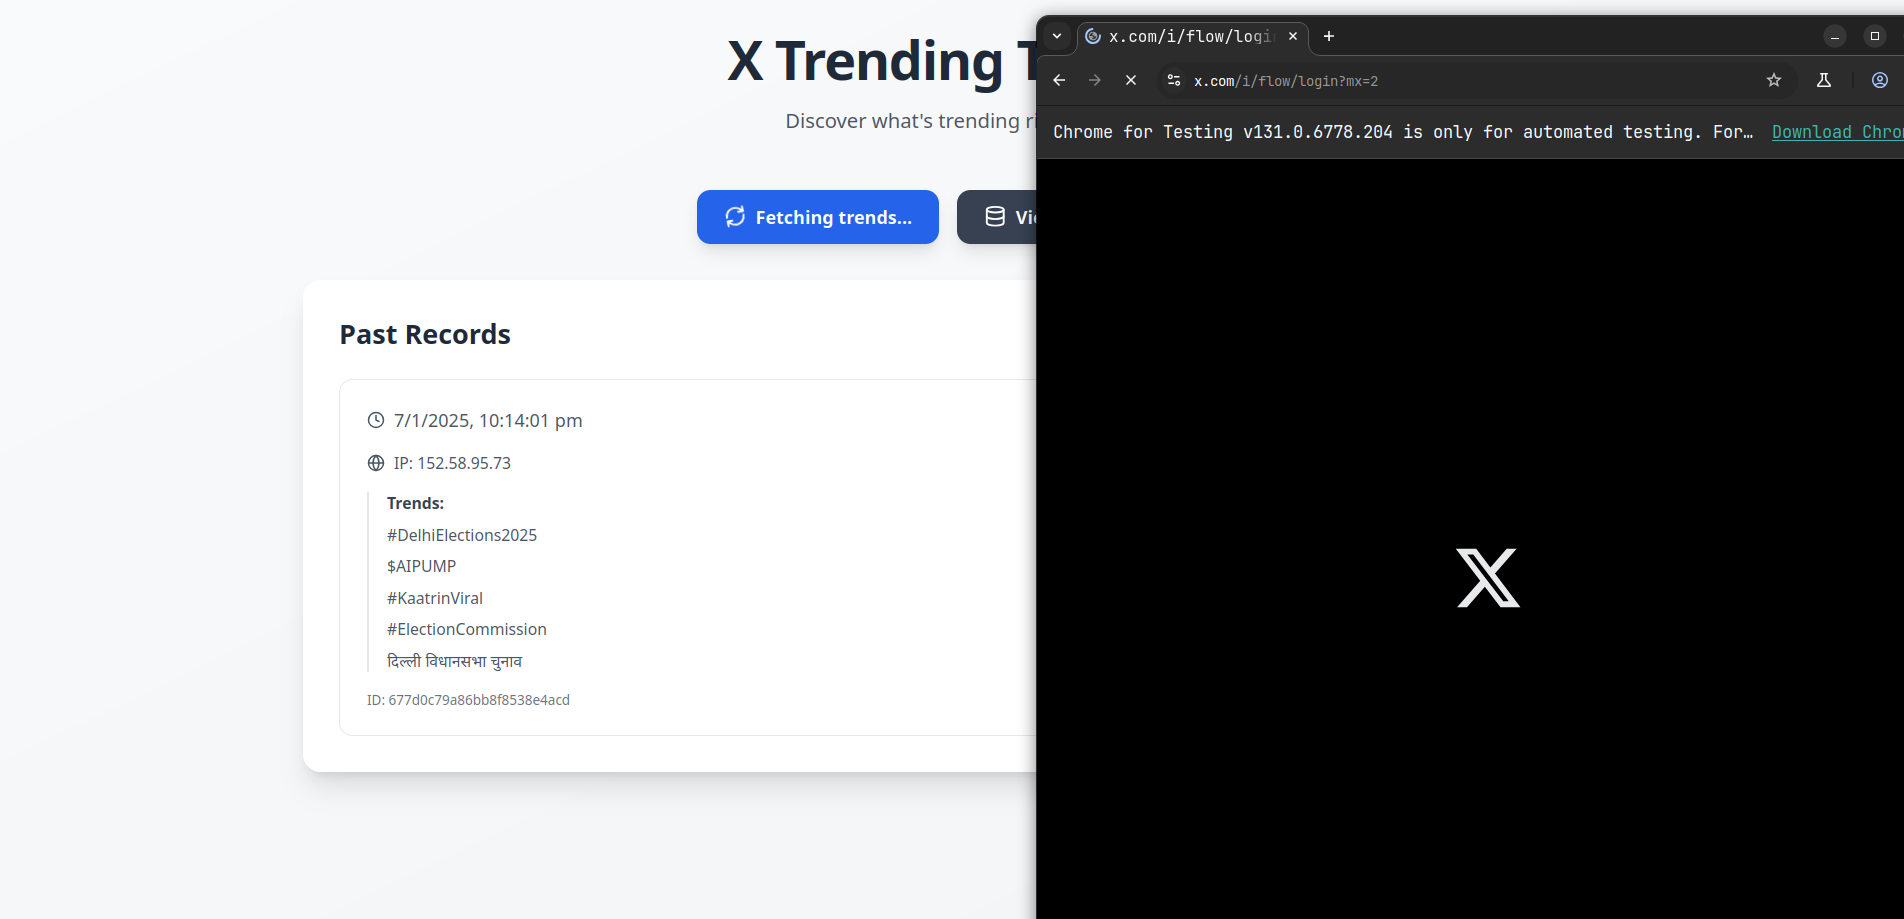 X Trending T
Discover what's trending ri
Fetching trends...
Vi
Past Records
7/1/2025, 10:14:01 pm
IP: 152.58.95.73
Trends:
#DelhiElections2025
$AIPUMP
#KaatrinViral
#ElectionCommission
दिल्ली विधानसभा चुनाव
ID: 677d0c79a86bb8f8538e4acd
x.com/i/flow/logi
x.com/i/flow/login?mx=2
Chrome for Testing v131.0.6778.204 is only for automated testing. For… Download Chro